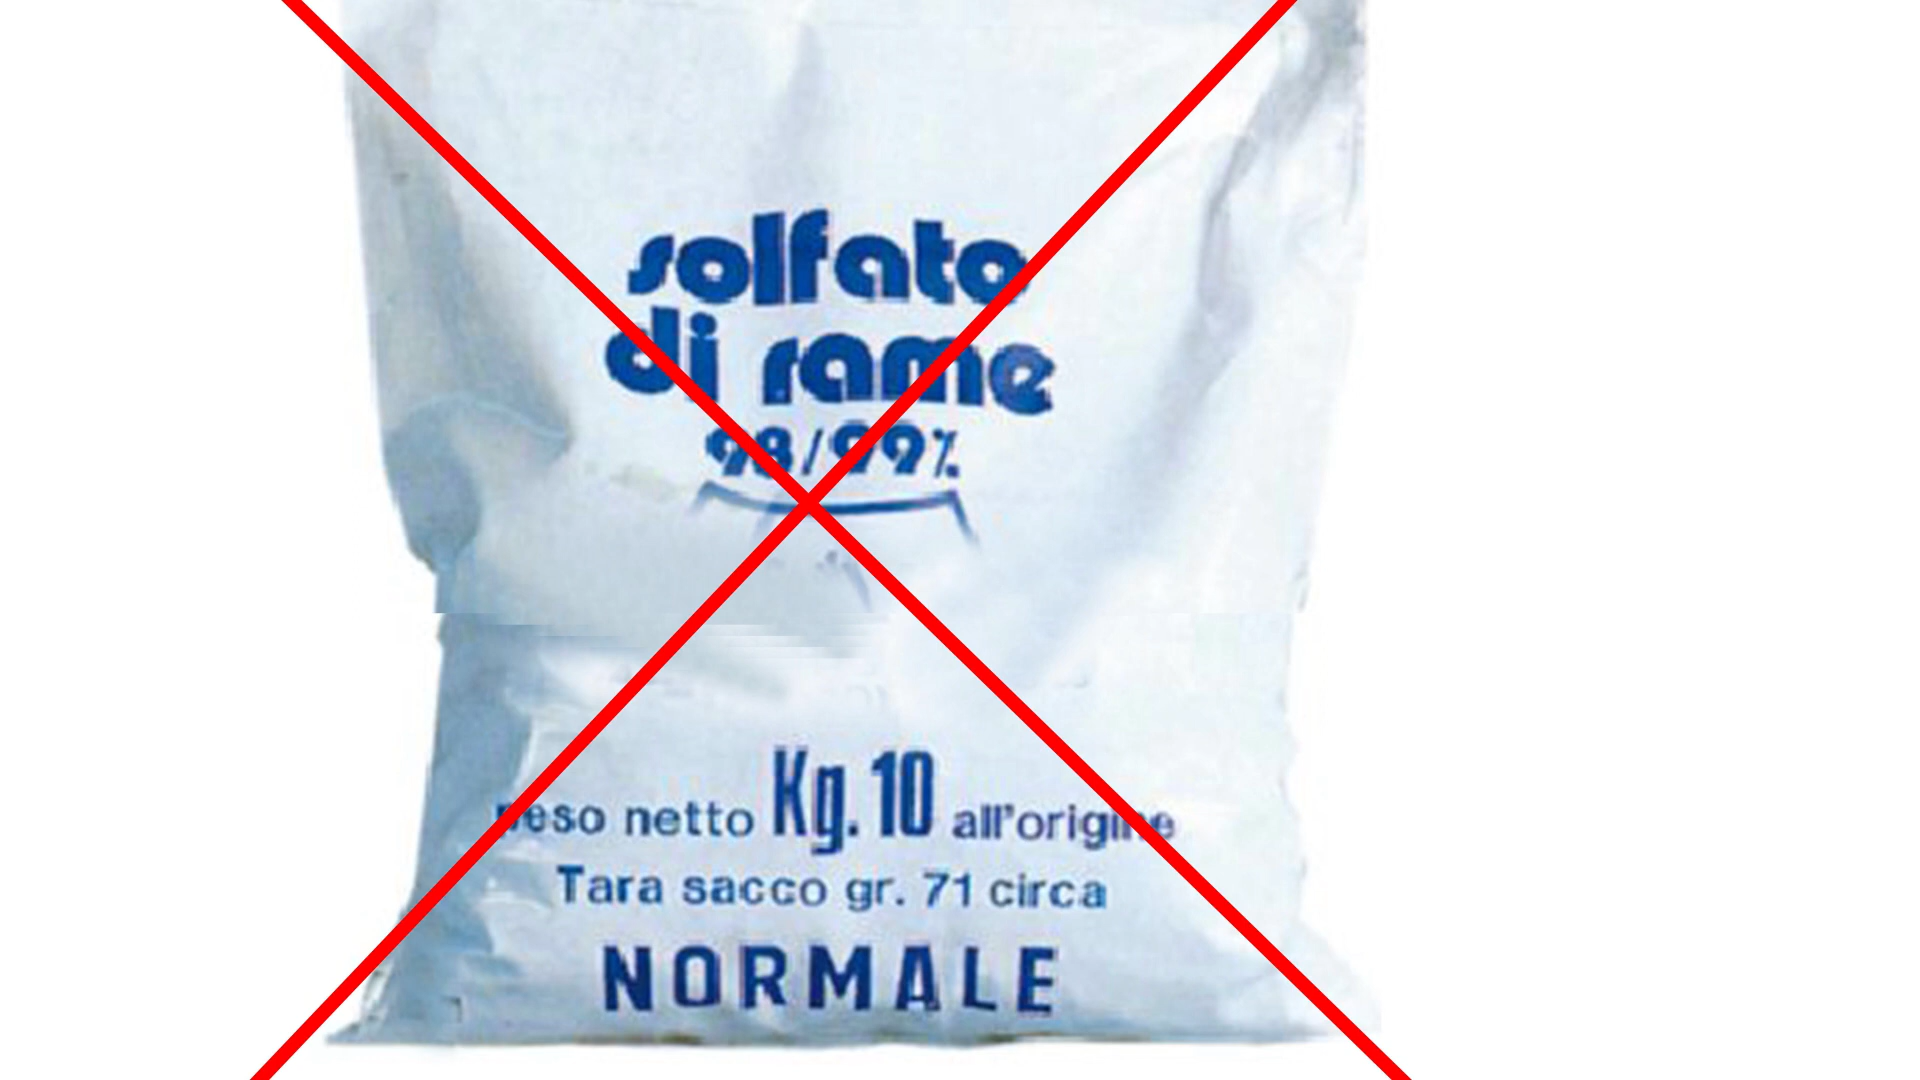 solfato
di rame
98/99%
peso netto Kg. 10 all'origine
Tara sacco gr. 71 circa
NORMALE